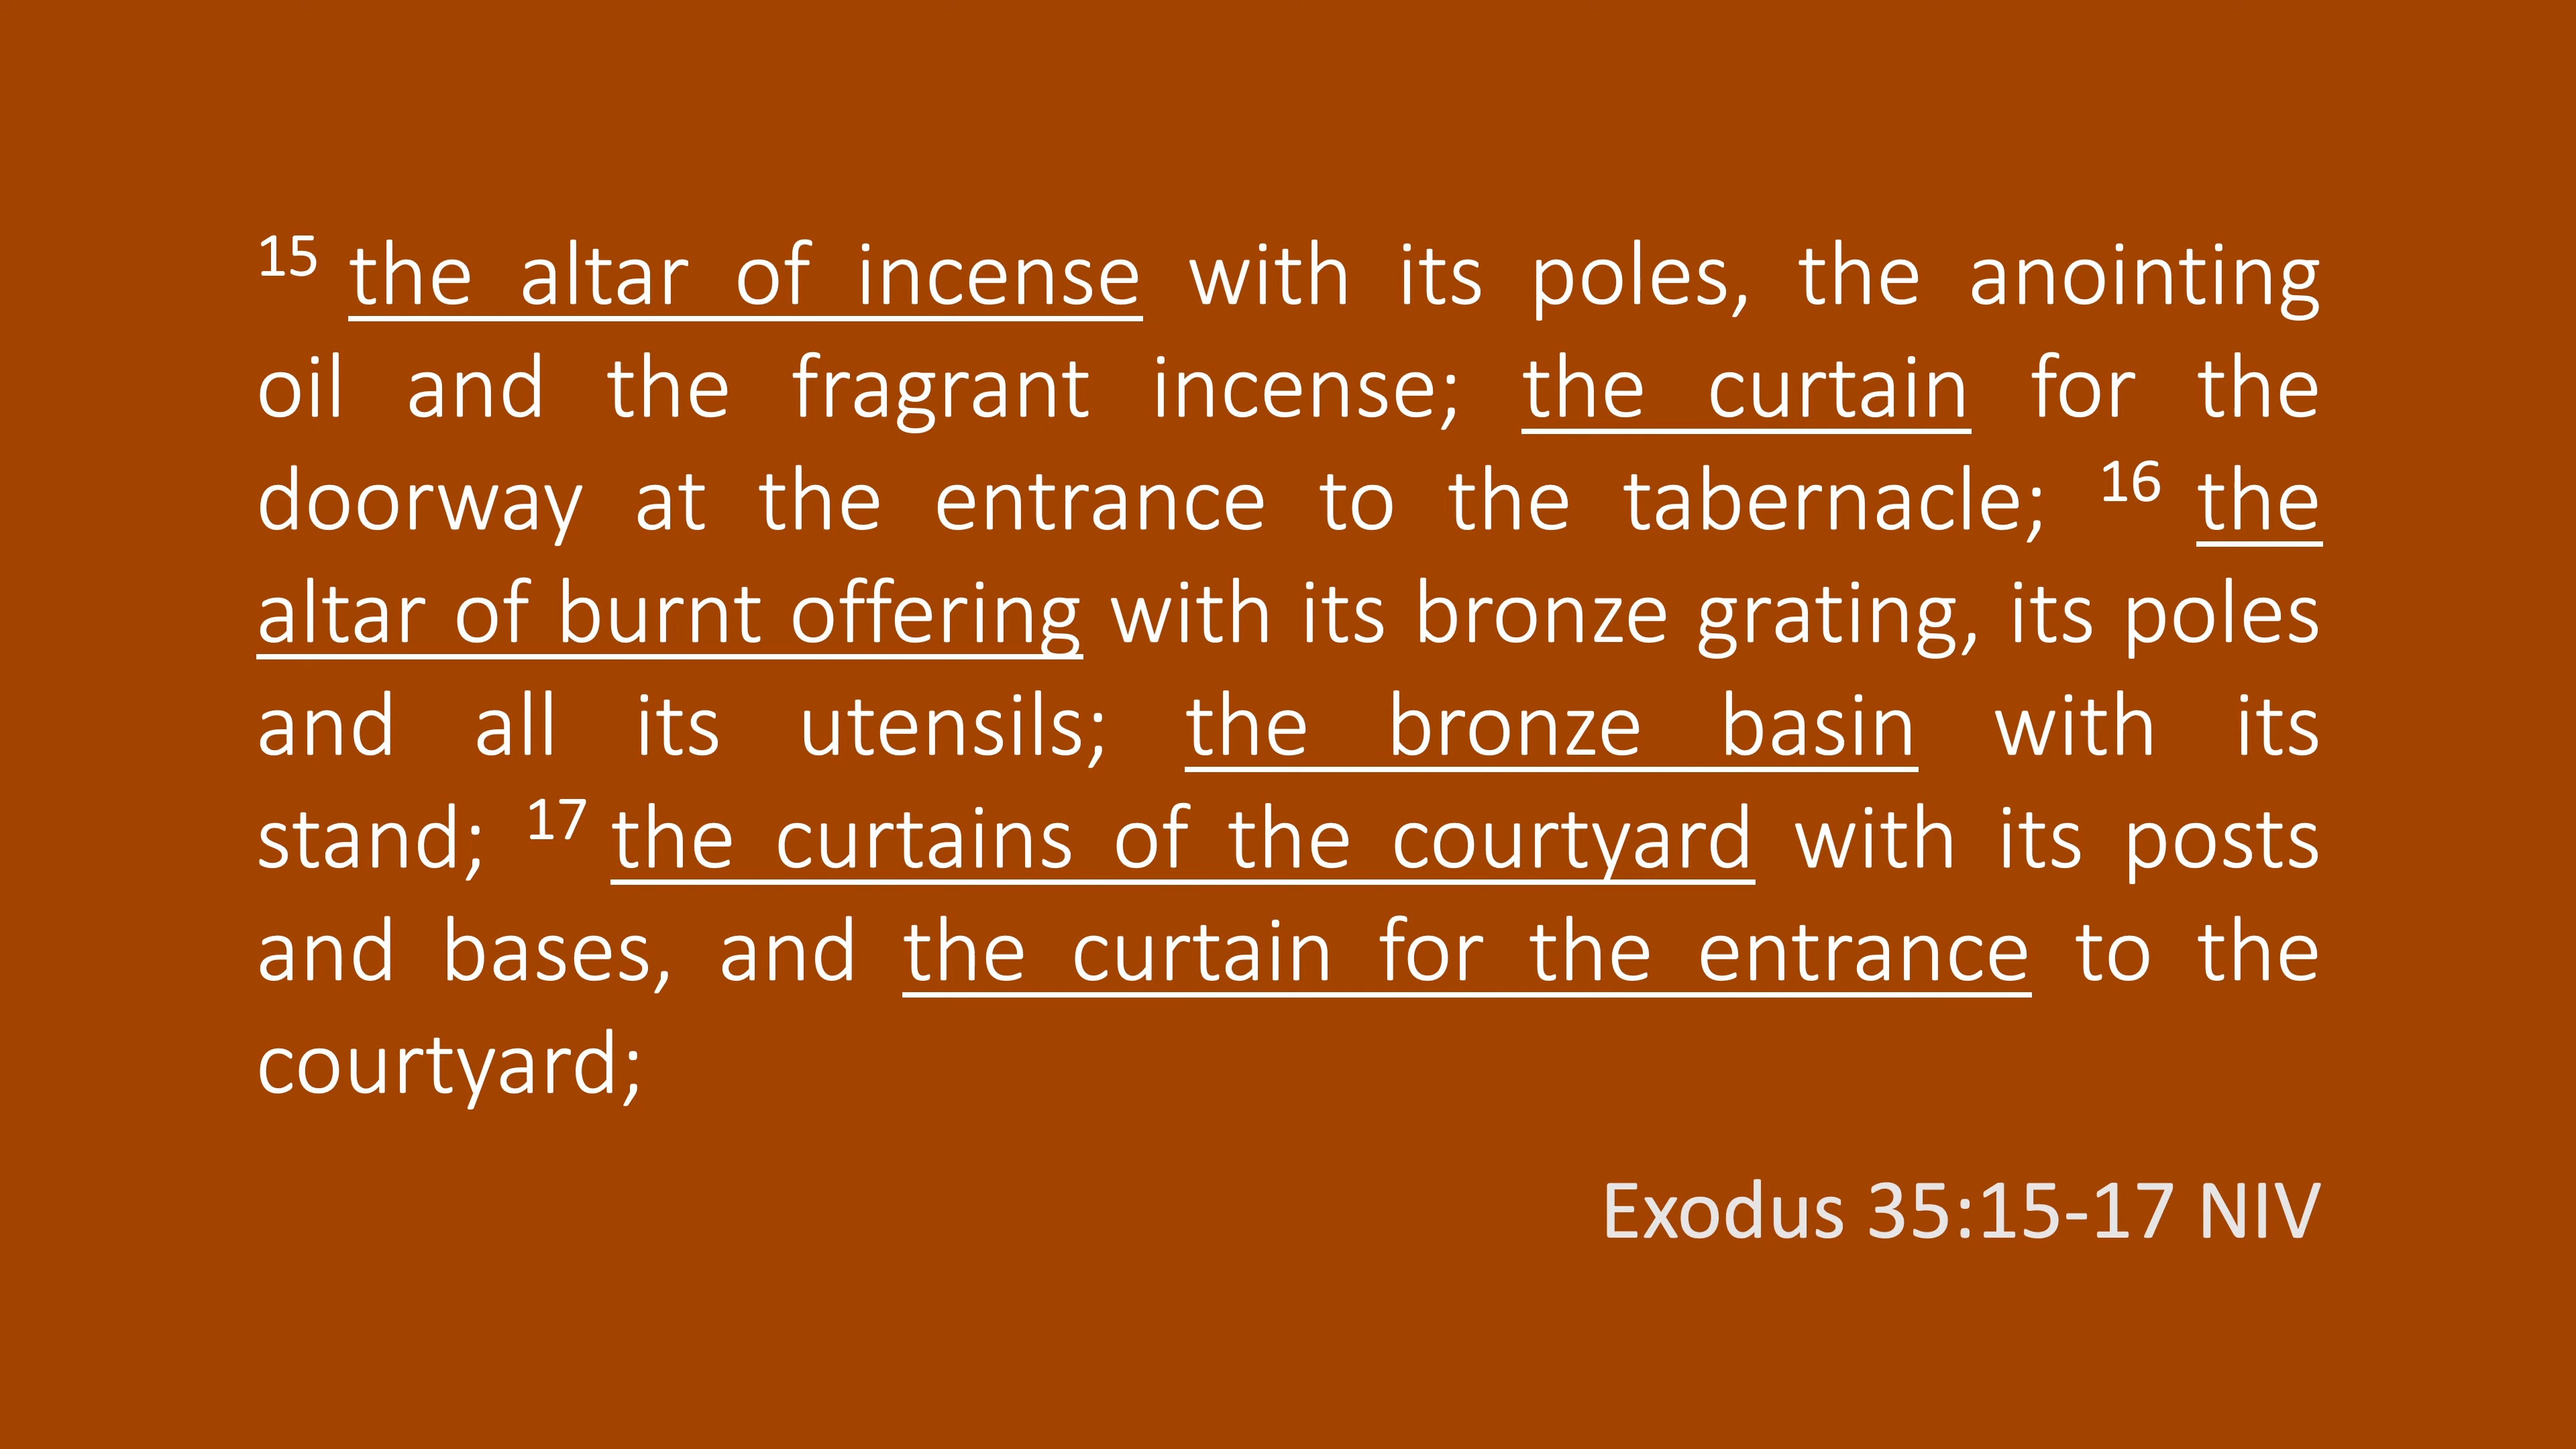 15 the altar of incense with its poles, the anointing
oil and the fragrant incense; the curtain for the
doorway at the entrance to the tabernacle; 16 the
altar of burnt offering with its bronze grating, its poles
and all its utensils; the bronze basin with its
stand; 17 the curtains of the courtyard with its posts
and bases, and the curtain for the entrance to the
courtyard;
Exodus 35:15-17 NIV